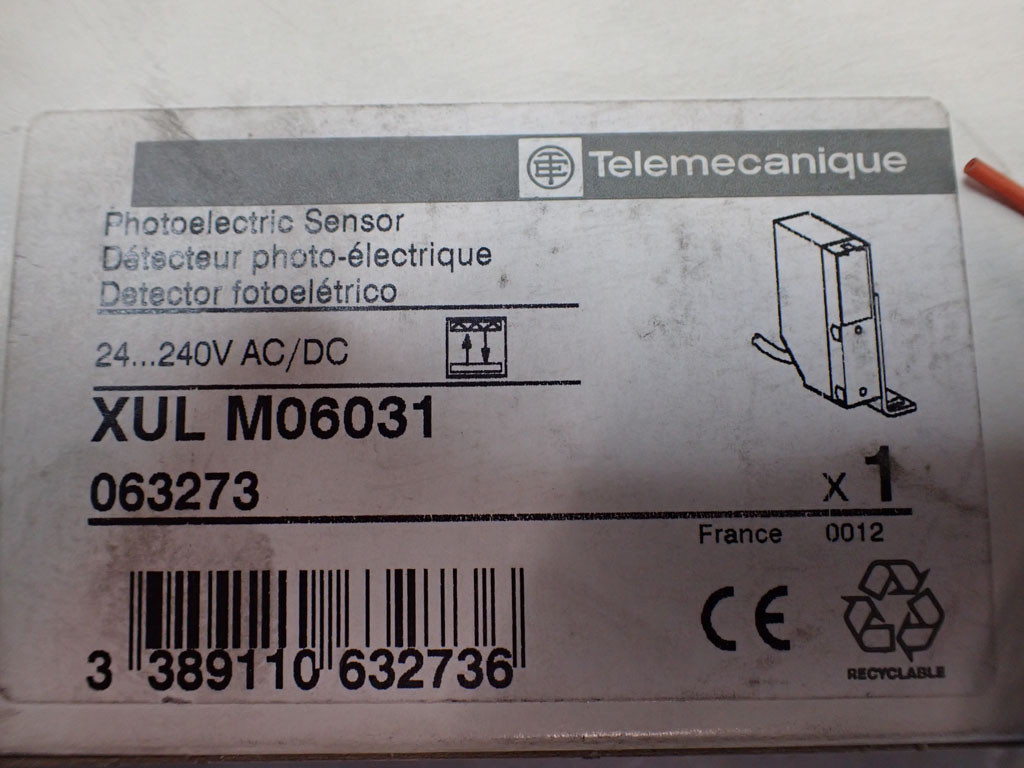 Telemecanique
Photoelectric Sensor
Détecteur photo-électrique
Detector fotoelétrico
24...240V AC/DC
XUL M06031
063273
x 1
France 0012
3 389110 632736
CE
RECYCLABLE